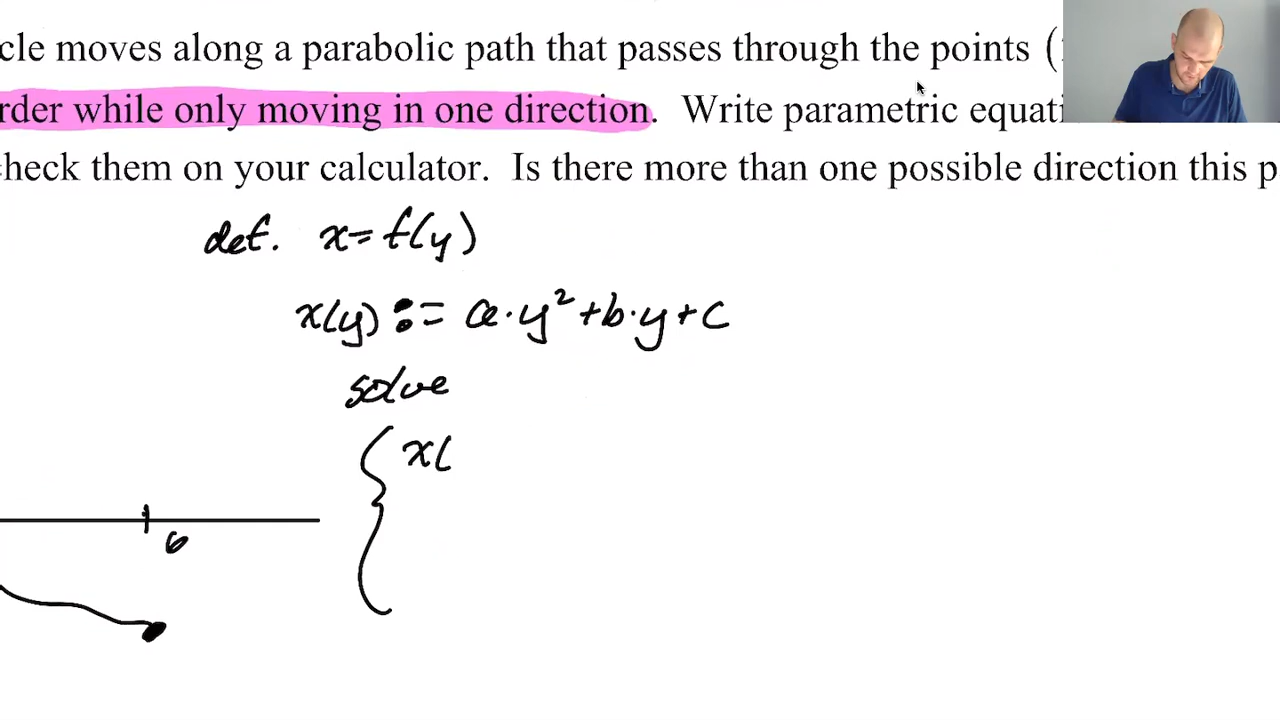 cle moves along a parabolic path that passes through the points (
rder while only moving in one direction. Write parametric equati
heck them on your calculator. Is there more than one possible direction this p
def. x=f(y)
x(y) := a·y²+b·y+c
solve
{ x(
6